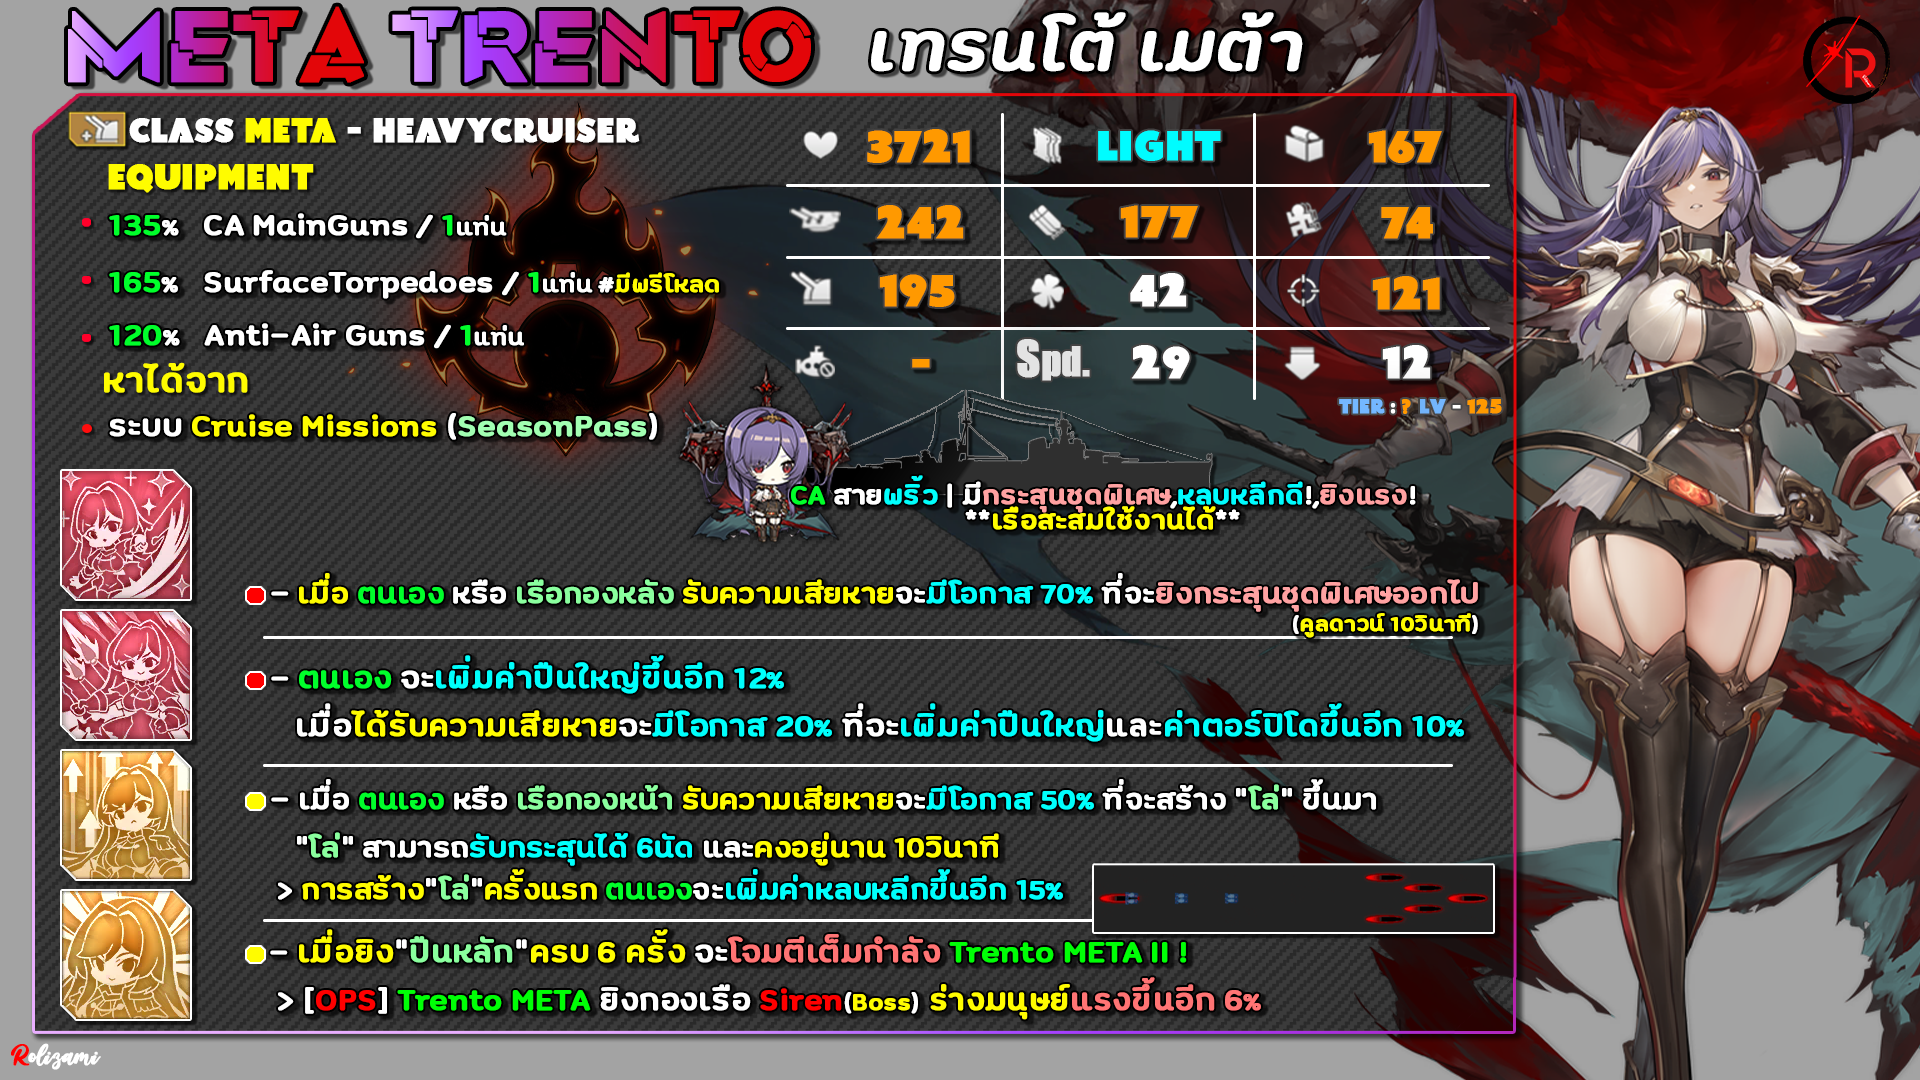 META TRENTO เทรนโต้ เมต้า
R
CLASS META - HEAVYCRUISER
EQUIPMENT
135% CA MainGuns / 1แท่น
165% SurfaceTorpedoes / 1แท่น #มีพรีโหลด
120% Anti-Air Guns / 1แท่น
หาได้จาก
ระบบ Cruise Missions (SeasonPass)
3721 LIGHT 167
242 177 74
195 42 121
- Spd. 29 12
TIER : ? LV - 125
CA สายพริ้ว | มีกระสุนชุดพิเศษ,หลบหลีกดี!,ยิงแรง!
**เรือสะสมใช้งานได้**
- เมื่อ ตนเอง หรือ เรือกองหลัง รับความเสียหายจะมีโอกาส 70% ที่จะยิงกระสุนชุดพิเศษออกไป
(คูลดาวน์ 10วินาที)
- ตนเอง จะเพิ่มค่าปืนใหญ่ขึ้นอีก 12%
เมื่อได้รับความเสียหายจะมีโอกาส 20% ที่จะเพิ่มค่าปืนใหญ่และค่าตอร์ปิโดขึ้นอีก 10%
- เมื่อ ตนเอง หรือ เรือกองหน้า รับความเสียหายจะมีโอกาส 50% ที่จะสร้าง "โล่" ขึ้นมา
"โล่" สามารถรับกระสุนได้ 6นัด และคงอยู่นาน 10วินาที
> การสร้าง"โล่"ครั้งแรก ตนเองจะเพิ่มค่าหลบหลีกขึ้นอีก 15%
- เมื่อยิง"ปืนหลัก"ครบ 6 ครั้ง จะโจมตีเต็มกำลัง Trento META II !
> [OPS] Trento META ยิงกองเรือ Siren(Boss) ร่างมนุษย์แรงขึ้นอีก 6%
Rolizami